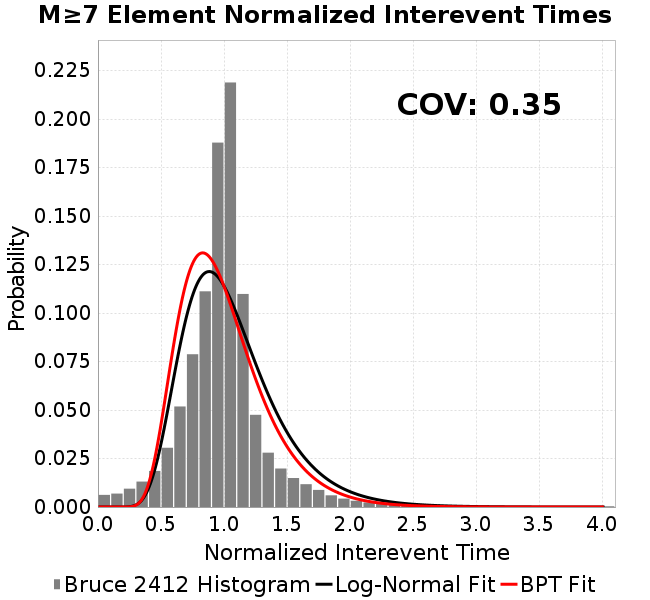 M≥7 Element Normalized Interevent Times
COV: 0.35
Probability
0.225
0.200
0.175
0.150
0.125
0.100
0.075
0.050
0.025
0.000
0.0 0.5 1.0 1.5 2.0 2.5 3.0 3.5 4.0
Normalized Interevent Time
Bruce 2412 Histogram Log-Normal Fit BPT Fit